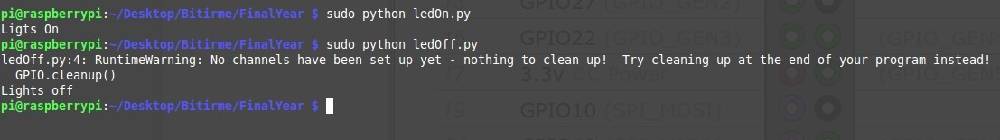 pi@raspberrypi:~/Desktop/Bitirme/FinalYear $ sudo python ledOn.py
Ligts On
pi@raspberrypi:~/Desktop/Bitirme/FinalYear $ sudo python ledOff.py
ledOff.py:4: RuntimeWarning: No channels have been set up yet - nothing to clean up!  Try cleaning up at the end of your program instead!
  GPIO.cleanup()
Lights off
pi@raspberrypi:~/Desktop/Bitirme/FinalYear $
GPIO27 (GPIO_GEN2)
GPIO22 (GPIO_GEN3)
17 3.3v DC Power
19 GPIO10 (SPI_MOSI)